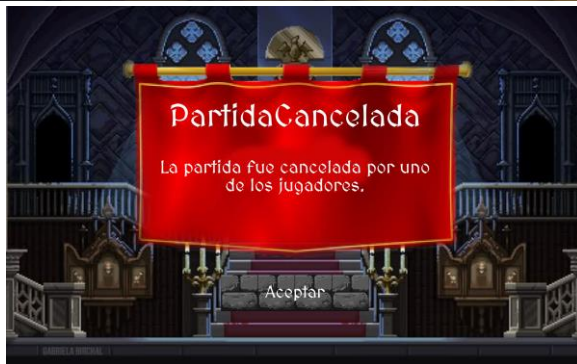 PartidaCancelada
La partida fue cancelada por uno
de los jugadores.
Aceptar